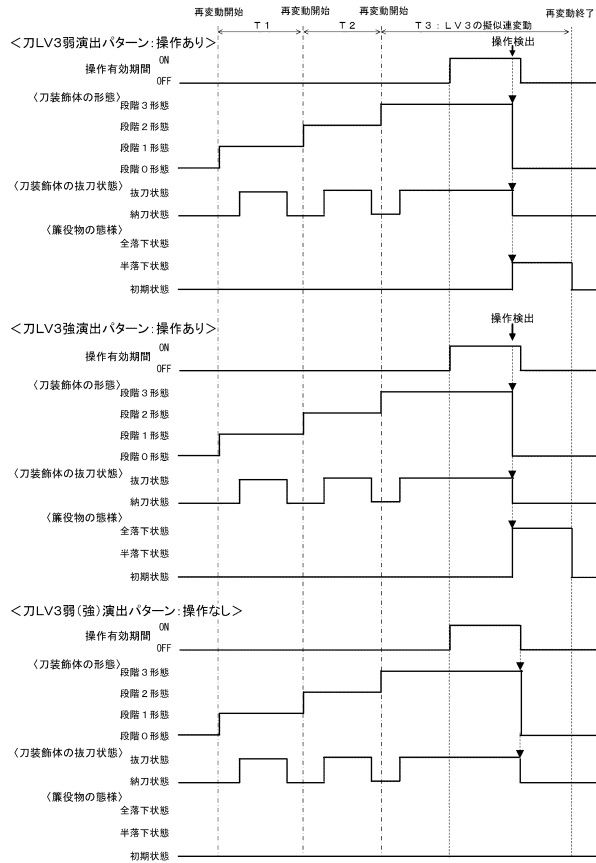 再変動開始 再変動開始 再変動開始 再変動終了
T1 T2 T3：LV3の擬似連変動
＜刀LV3弱演出パターン：操作あり＞ 操作検出
操作有効期間 ON
OFF
〈刀装飾体の形態〉
段階3形態
段階2形態
段階1形態
段階0形態
〈刀装飾体の抜刀状態〉
抜刀状態
納刀状態
〈簾役物の態様〉
全落下状態
半落下状態
初期状態
＜刀LV3強演出パターン：操作あり＞ 操作検出
操作有効期間 ON
OFF
〈刀装飾体の形態〉
段階3形態
段階2形態
段階1形態
段階0形態
〈刀装飾体の抜刀状態〉
抜刀状態
納刀状態
〈簾役物の態様〉
全落下状態
半落下状態
初期状態
＜刀LV3弱（強）演出パターン：操作なし＞
操作有効期間 ON
OFF
〈刀装飾体の形態〉
段階3形態
段階2形態
段階1形態
段階0形態
〈刀装飾体の抜刀状態〉
抜刀状態
納刀状態
〈簾役物の態様〉
全落下状態
半落下状態
初期状態